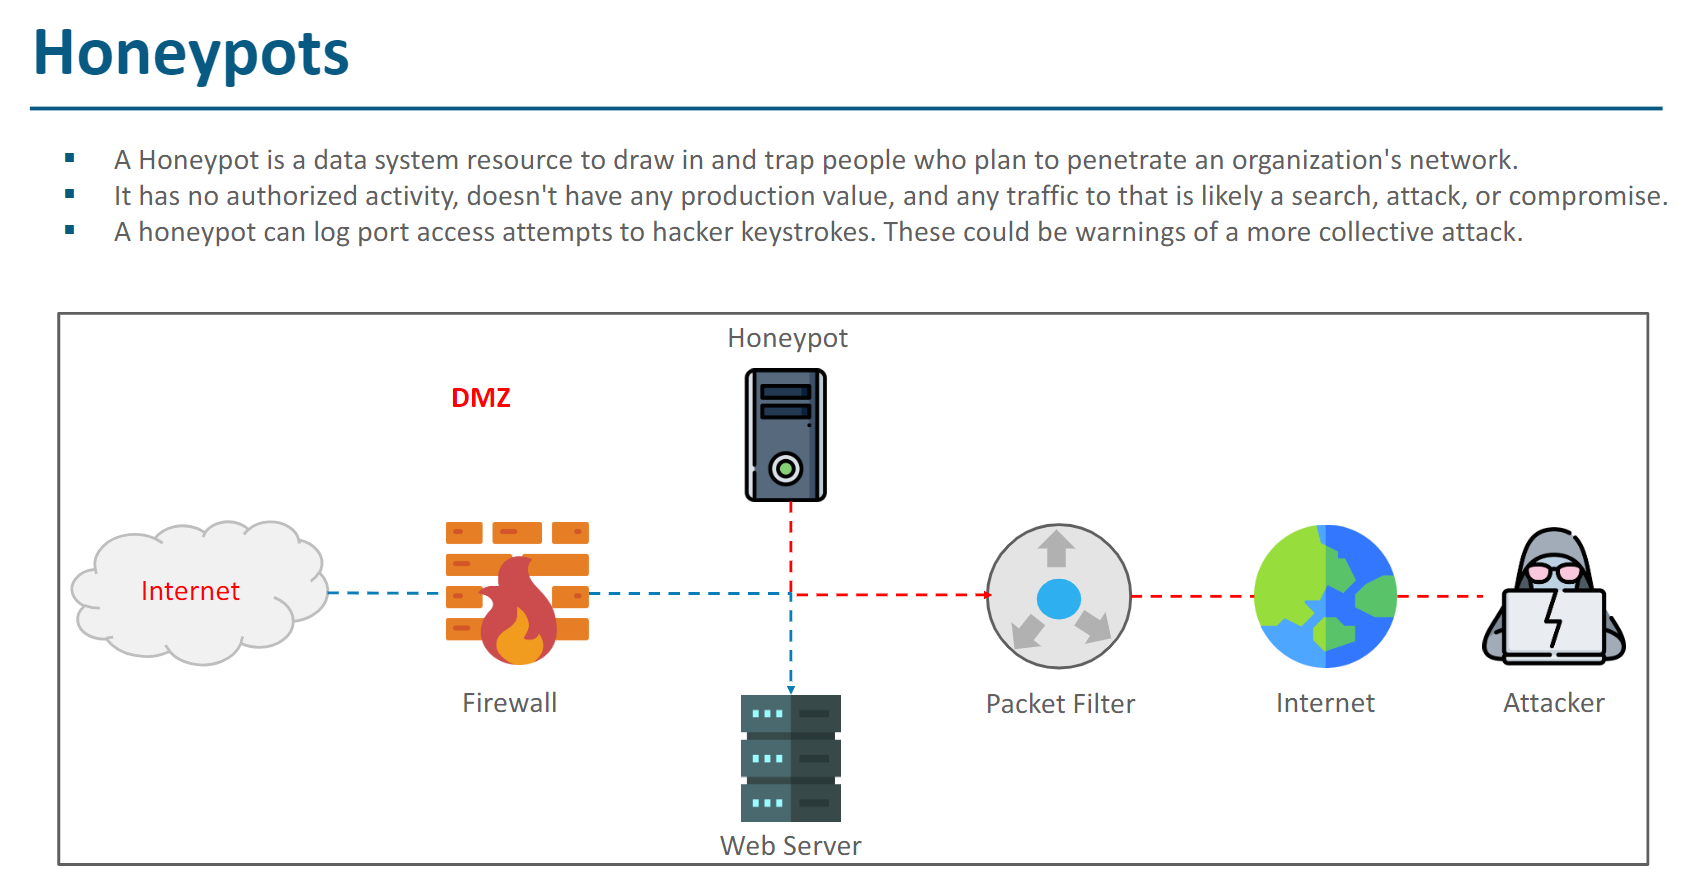 Honeypots
A Honeypot is a data system resource to draw in and trap people who plan to penetrate an organization's network.
It has no authorized activity, doesn't have any production value, and any traffic to that is likely a search, attack, or compromise.
A honeypot can log port access attempts to hacker keystrokes. These could be warnings of a more collective attack.
Honeypot
DMZ
Internet
Firewall
Packet Filter
Internet
Attacker
Web Server